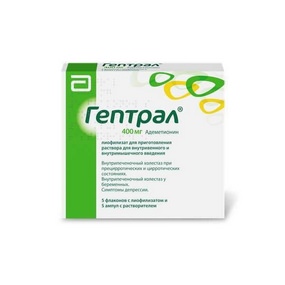 Гептрал®
400 мг Адеметионин
лиофилизат для приготовления
раствора для внутривенного и
внутримышечного введения
Внутрипеченочный холестаз при
прецирротических и цирротических
состояниях.
Внутрипеченочный холестаз у
беременных.
Симптомы депрессии.
5 флаконов с лиофилизатом и
5 ампул с растворителем